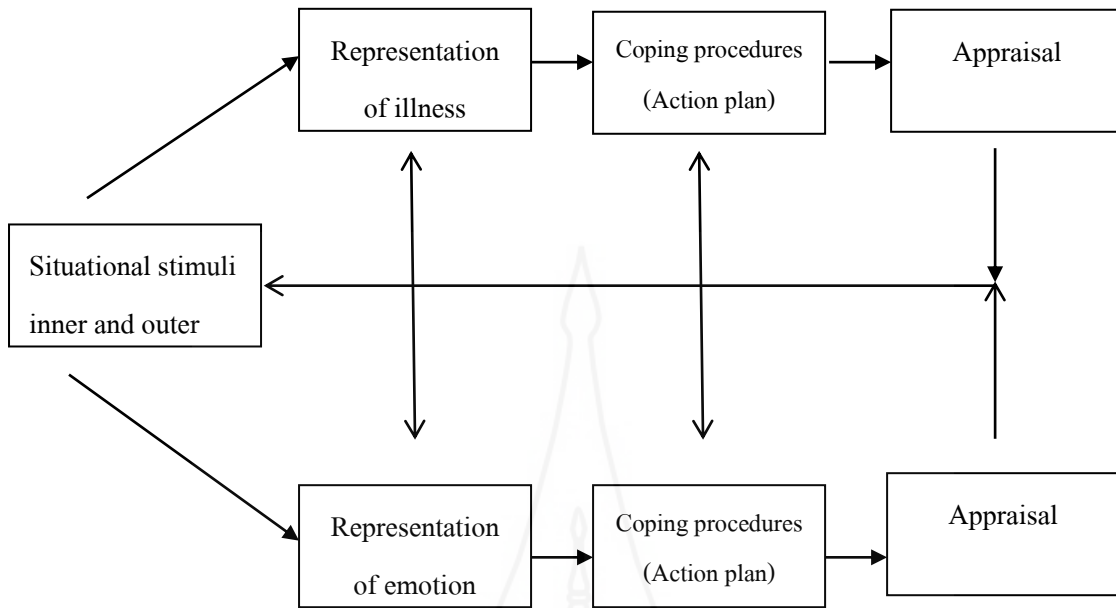 Representation
of illness
Coping procedures
(Action plan)
Appraisal
Situational stimuli
inner and outer
Representation
of emotion
Coping procedures
(Action plan)
Appraisal